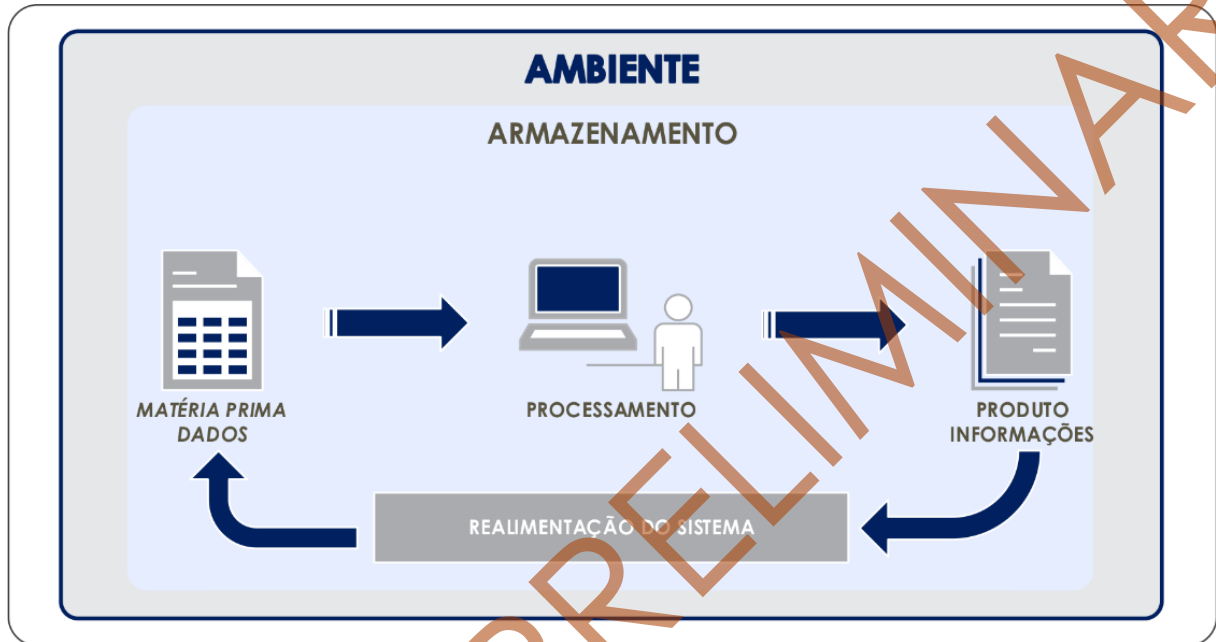 AMBIENTE
ARMAZENAMENTO
MATÉRIA PRIMA
DADOS
PROCESSAMENTO
PRODUTO
INFORMAÇÕES
REALIMENTAÇÃO DO SISTEMA
PRELIMINAR